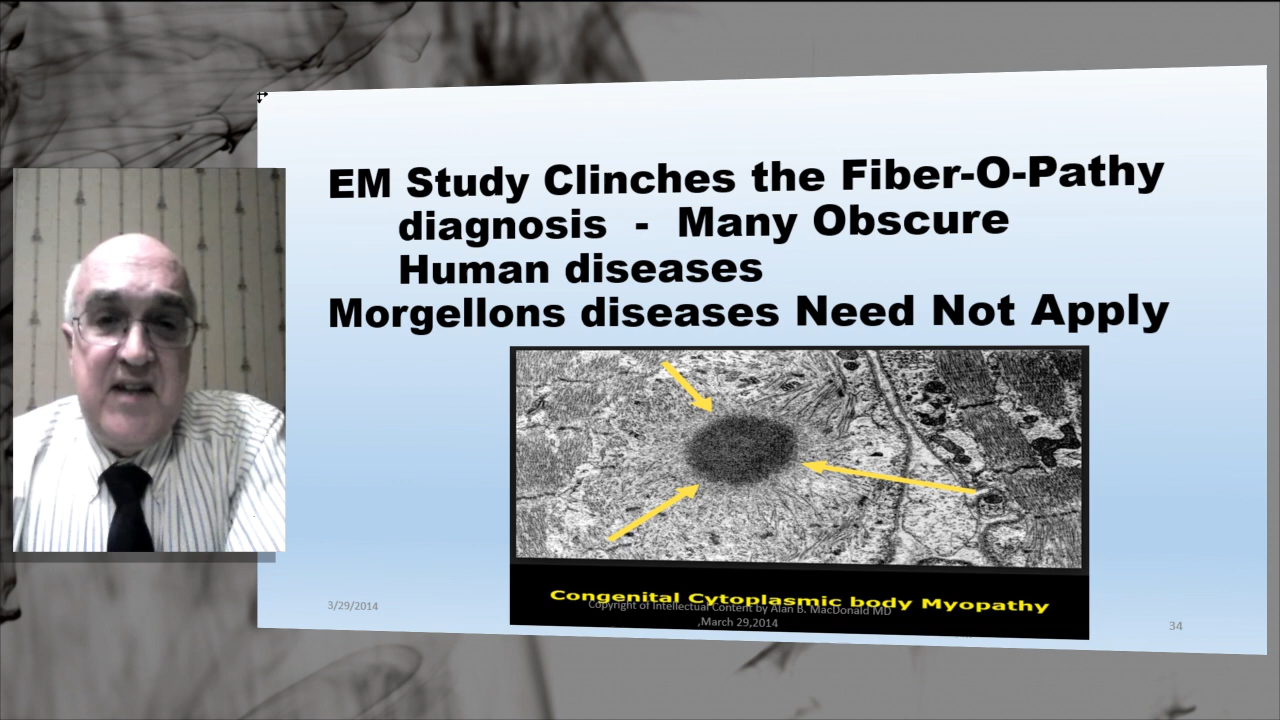 EM Study Clinches the Fiber-O-Pathy
diagnosis - Many Obscure
Human diseases
Morgellons diseases Need Not Apply
Congenital Cytoplasmic body Myopathy
3/29/2014
Copyright of Intellectual Content by Alan B. MacDonald MD
,March 29,2014
34